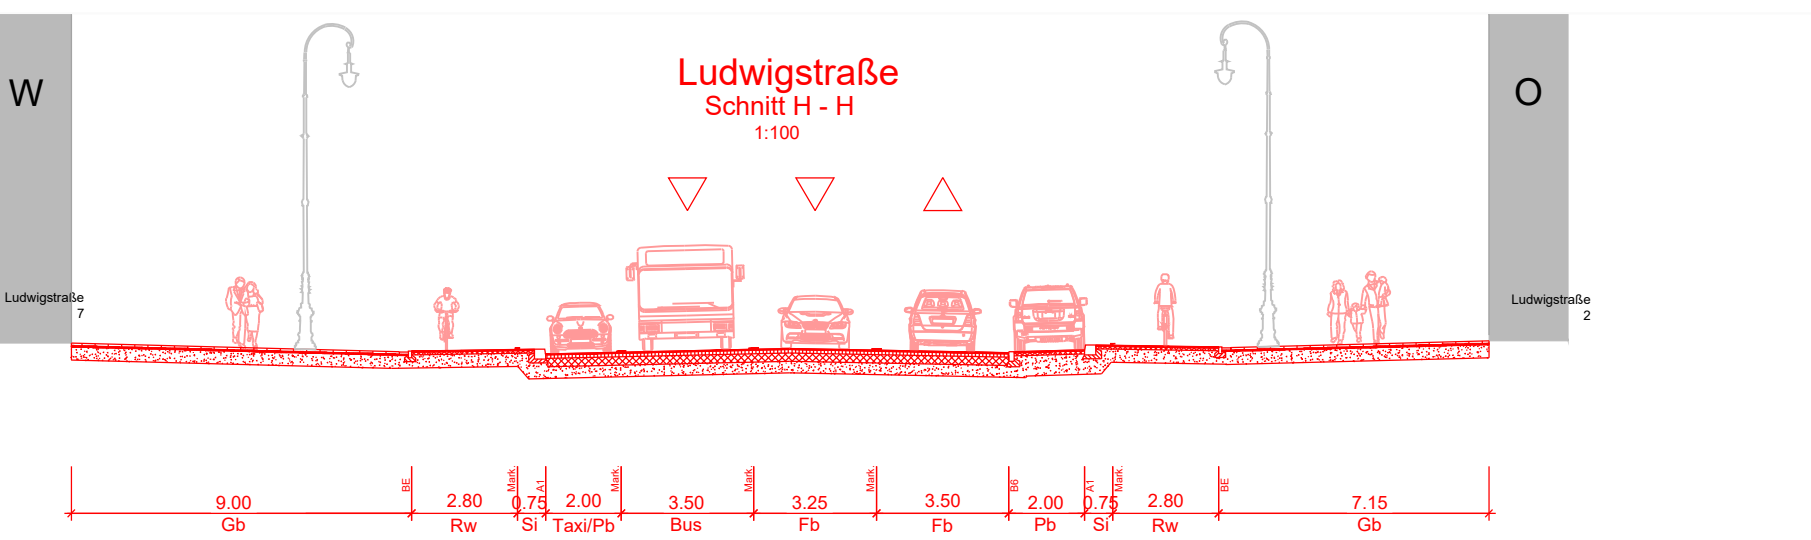 W
Ludwigstraße
Schnitt H - H
1:100
O
Ludwigstraße
7
Ludwigstraße
2
BE
Mark.
A1
Mark.
Mark.
Mark.
B6
A1
Mark.
BE
9.00 2.80 0.75 2.00 3.50 3.25 3.50 2.00 0.75 2.80 7.15
Gb Rw Si Taxi/Pb Bus Fb Fb Pb Si Rw Gb